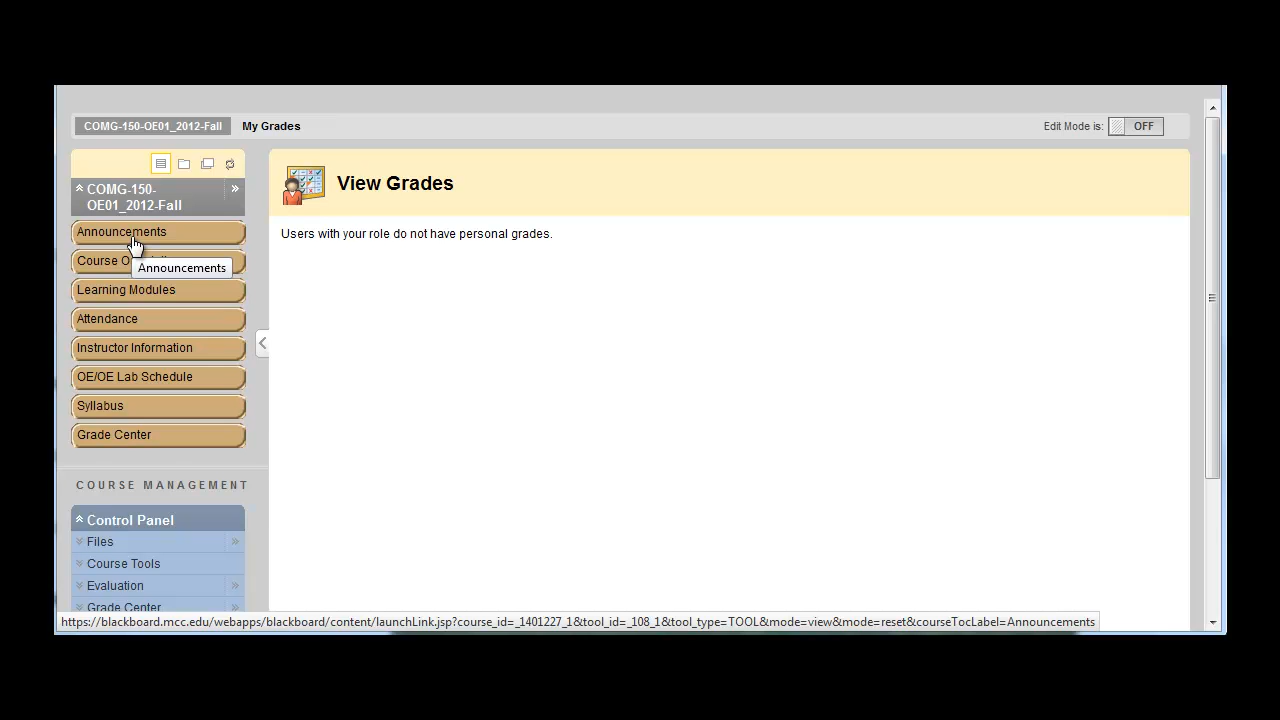 COMG-150-OE01_2012-Fall
My Grades
Edit Mode is:
OFF
COMG-150-
OE01_2012-Fall
View Grades
Users with your role do not have personal grades.
Announcements
Course O
Announcements
Learning Modules
Attendance
Instructor Information
OE/OE Lab Schedule
Syllabus
Grade Center
COURSE MANAGEMENT
Control Panel
Files
Course Tools
Evaluation
Grade Center
https://blackboard.mcc.edu/webapps/blackboard/content/launchLink.jsp?course_id=_1401227_1&tool_id=_108_1&tool_type=TOOL&mode=view&mode=reset&courseTocLabel=Announcements